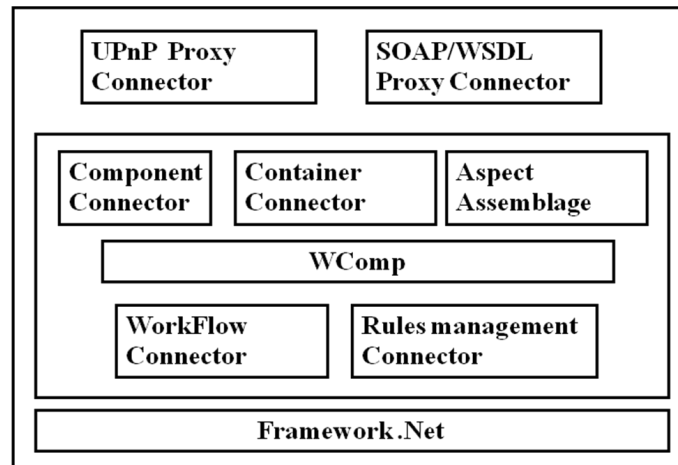 UPnP Proxy
Connector
SOAP/WSDL
Proxy Connector
Component
Connector
Container
Connector
Aspect
Assemblage
WComp
WorkFlow
Connector
Rules management
Connector
Framework .Net